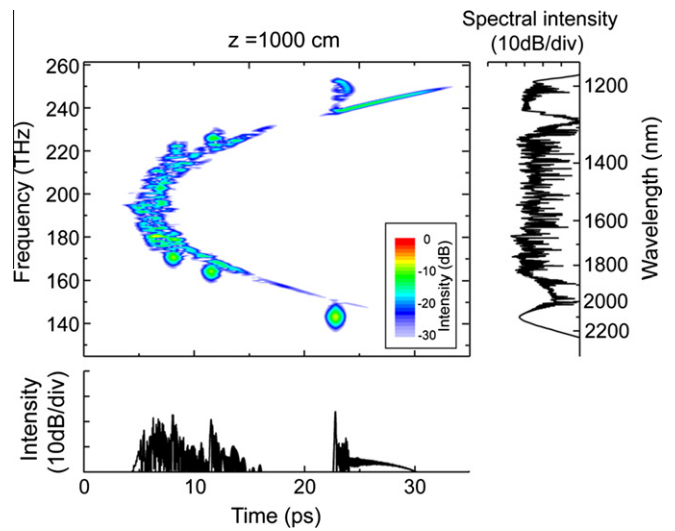 Spectral intensity
(10dB/div)
z =1000 cm
260
240
220
200
180
160
140
Frequency (THz)
0
-10
-20
-30
Intensity (dB)
1200
1400
1600
1800
2000
2200
Wavelength (nm)
Intensity
(10dB/div)
0 10 20 30
Time (ps)